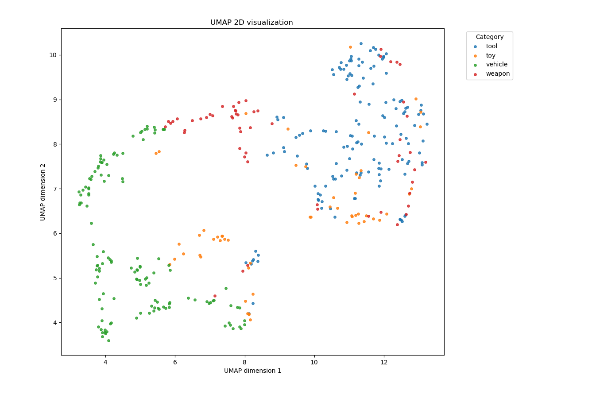 UMAP 2D visualization
Category
tool
toy
vehicle
weapon
UMAP dimension 2
10
9
8
7
6
5
4
4
6
8
10
12
UMAP dimension 1